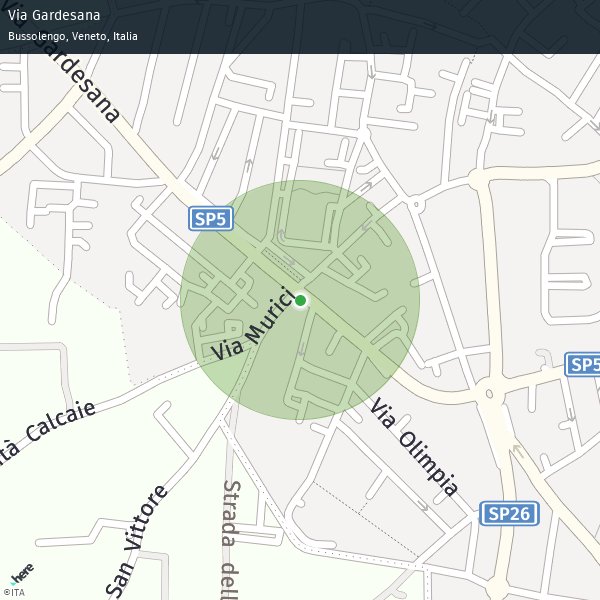 Via Gardesana
Bussolengo, Veneto, Italia
Via Gardesana
SP5
Via Murici
SP5
ità Calcaie
Via Olimpia
SP26
San Vittore
Strada dell
here
©ITA